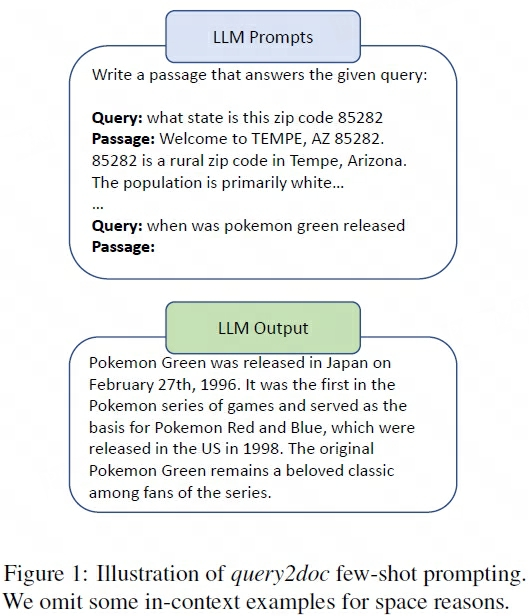 LLM Prompts
Write a passage that answers the given query:
Query: what state is this zip code 85282
Passage: Welcome to TEMPE, AZ 85282.
85282 is a rural zip code in Tempe, Arizona.
The population is primarily white...
...
Query: when was pokemon green released
Passage:
LLM Output
Pokemon Green was released in Japan on
February 27th, 1996. It was the first in the
Pokemon series of games and served as the
basis for Pokemon Red and Blue, which were
released in the US in 1998. The original
Pokemon Green remains a beloved classic
among fans of the series.
Figure 1: Illustration of query2doc few-shot prompting.
We omit some in-context examples for space reasons.